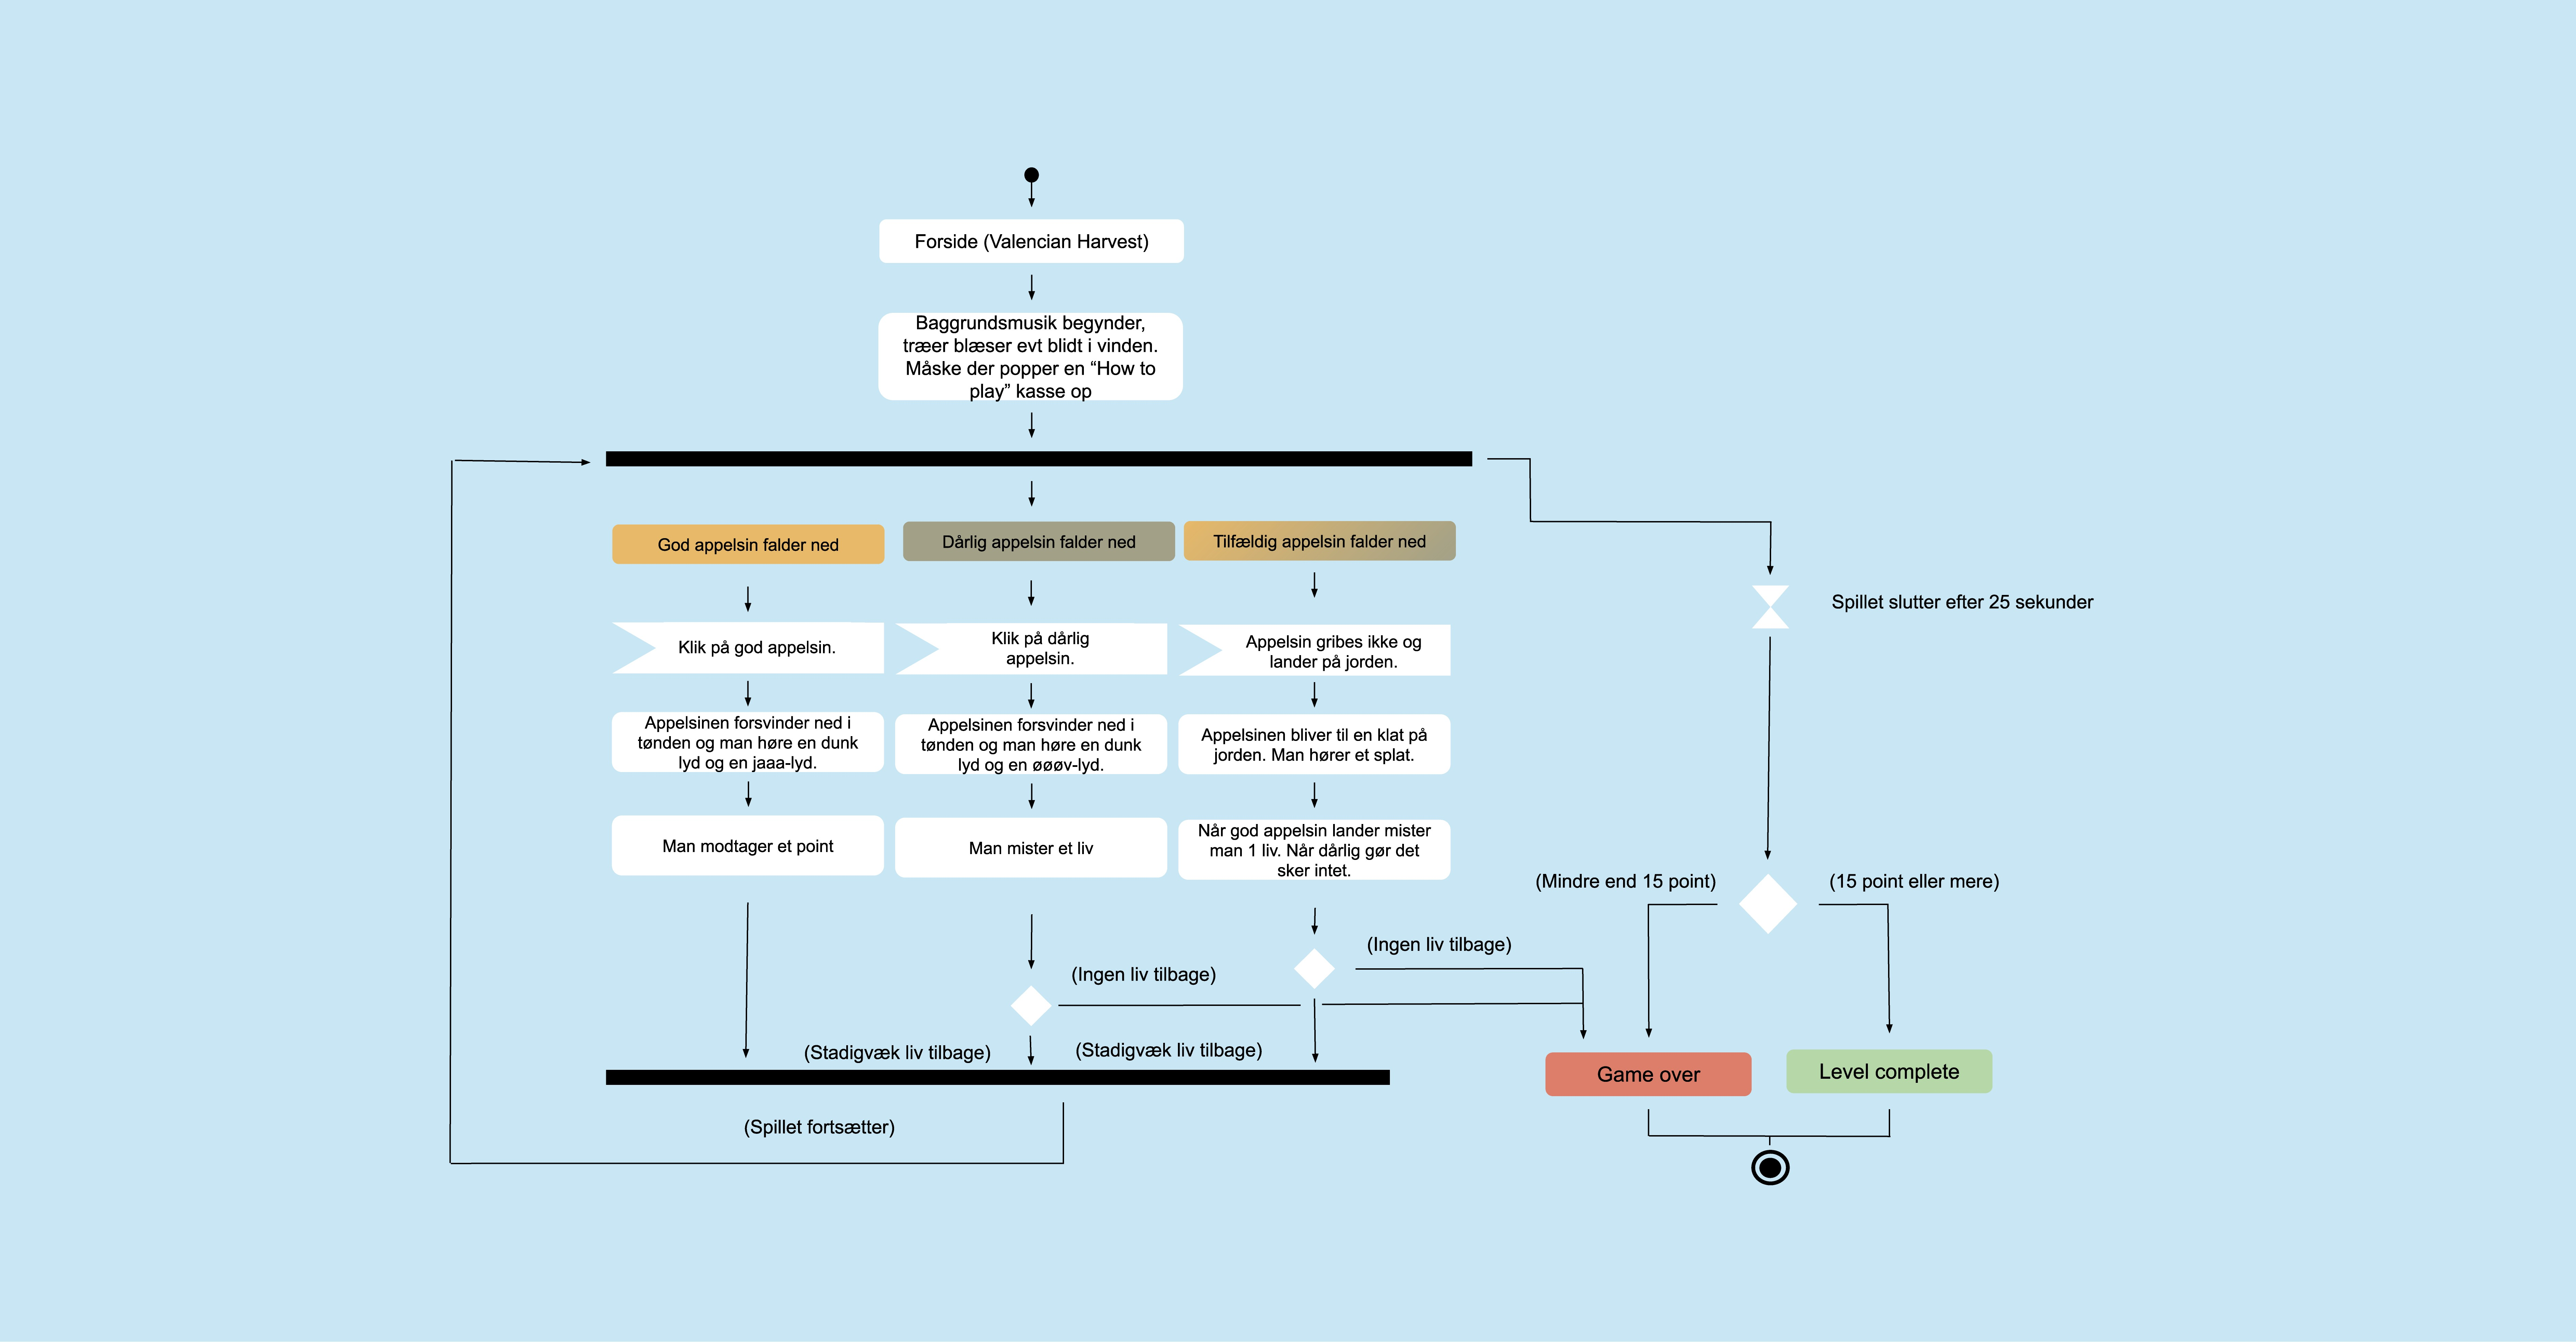 Forside (Valencian Harvest)
Baggrundsmusik begynder,
træer blæser evt blidt i vinden.
Måske der popper en “How to
play” kasse op
God appelsin falder ned
Dårlig appelsin falder ned
Tilfældig appelsin falder ned
Klik på god appelsin.
Klik på dårlig
appelsin.
Appelsin gribes ikke og
lander på jorden.
Spillet slutter efter 25 sekunder
Appelsinen forsvinder ned i
tønden og man høre en dunk
lyd og en jaaa-lyd.
Appelsinen forsvinder ned i
tønden og man høre en dunk
lyd og en øøøv-lyd.
Appelsinen bliver til en klat på
jorden. Man hører et splat.
Man modtager et point
Man mister et liv
Når god appelsin lander mister
man 1 liv. Når dårlig gør det
sker intet.
(Mindre end 15 point)
(15 point eller mere)
(Ingen liv tilbage)
(Ingen liv tilbage)
(Stadigvæk liv tilbage)
(Stadigvæk liv tilbage)
Game over
Level complete
(Spillet fortsætter)